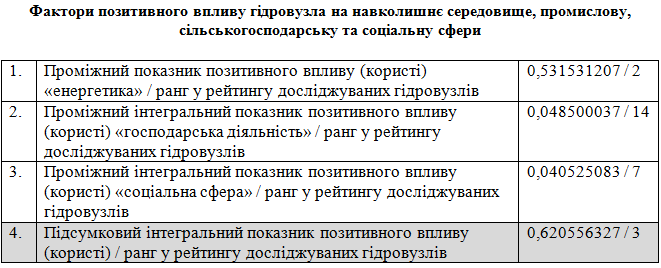 Фактори позитивного впливу гідровузла на навколишнє середовище, промислову,
сільськогосподарську та соціальну сфери
1. Проміжний показник позитивного впливу (користі) 0,531531207 / 2
«енергетика» / ранг у рейтингу досліджуваних гідровузлів
2. Проміжний інтегральний показник позитивного впливу 0,048500037 / 14
(користі) «господарська діяльність» / ранг у рейтингу
досліджуваних гідровузлів
3. Проміжний інтегральний показник позитивного впливу 0,040525083 / 7
(користі) «соціальна сфера» / ранг у рейтингу досліджуваних
гідровузлів
4. Підсумковий інтегральний показник позитивного впливу 0,620556327 / 3
(користі) / ранг у рейтингу досліджуваних гідровузлів